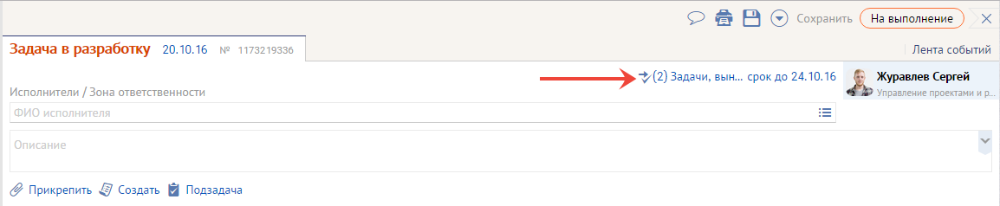 Сохранить На выполнение
Задача в разработку 20.10.16 № 1173219336 Лента событий
(2) Задачи, вын... срок до 24.10.16
Журавлев Сергей
Управление проектами и р...
Исполнители / Зона ответственности
ФИО исполнителя
Описание
Прикрепить Создать Подзадача